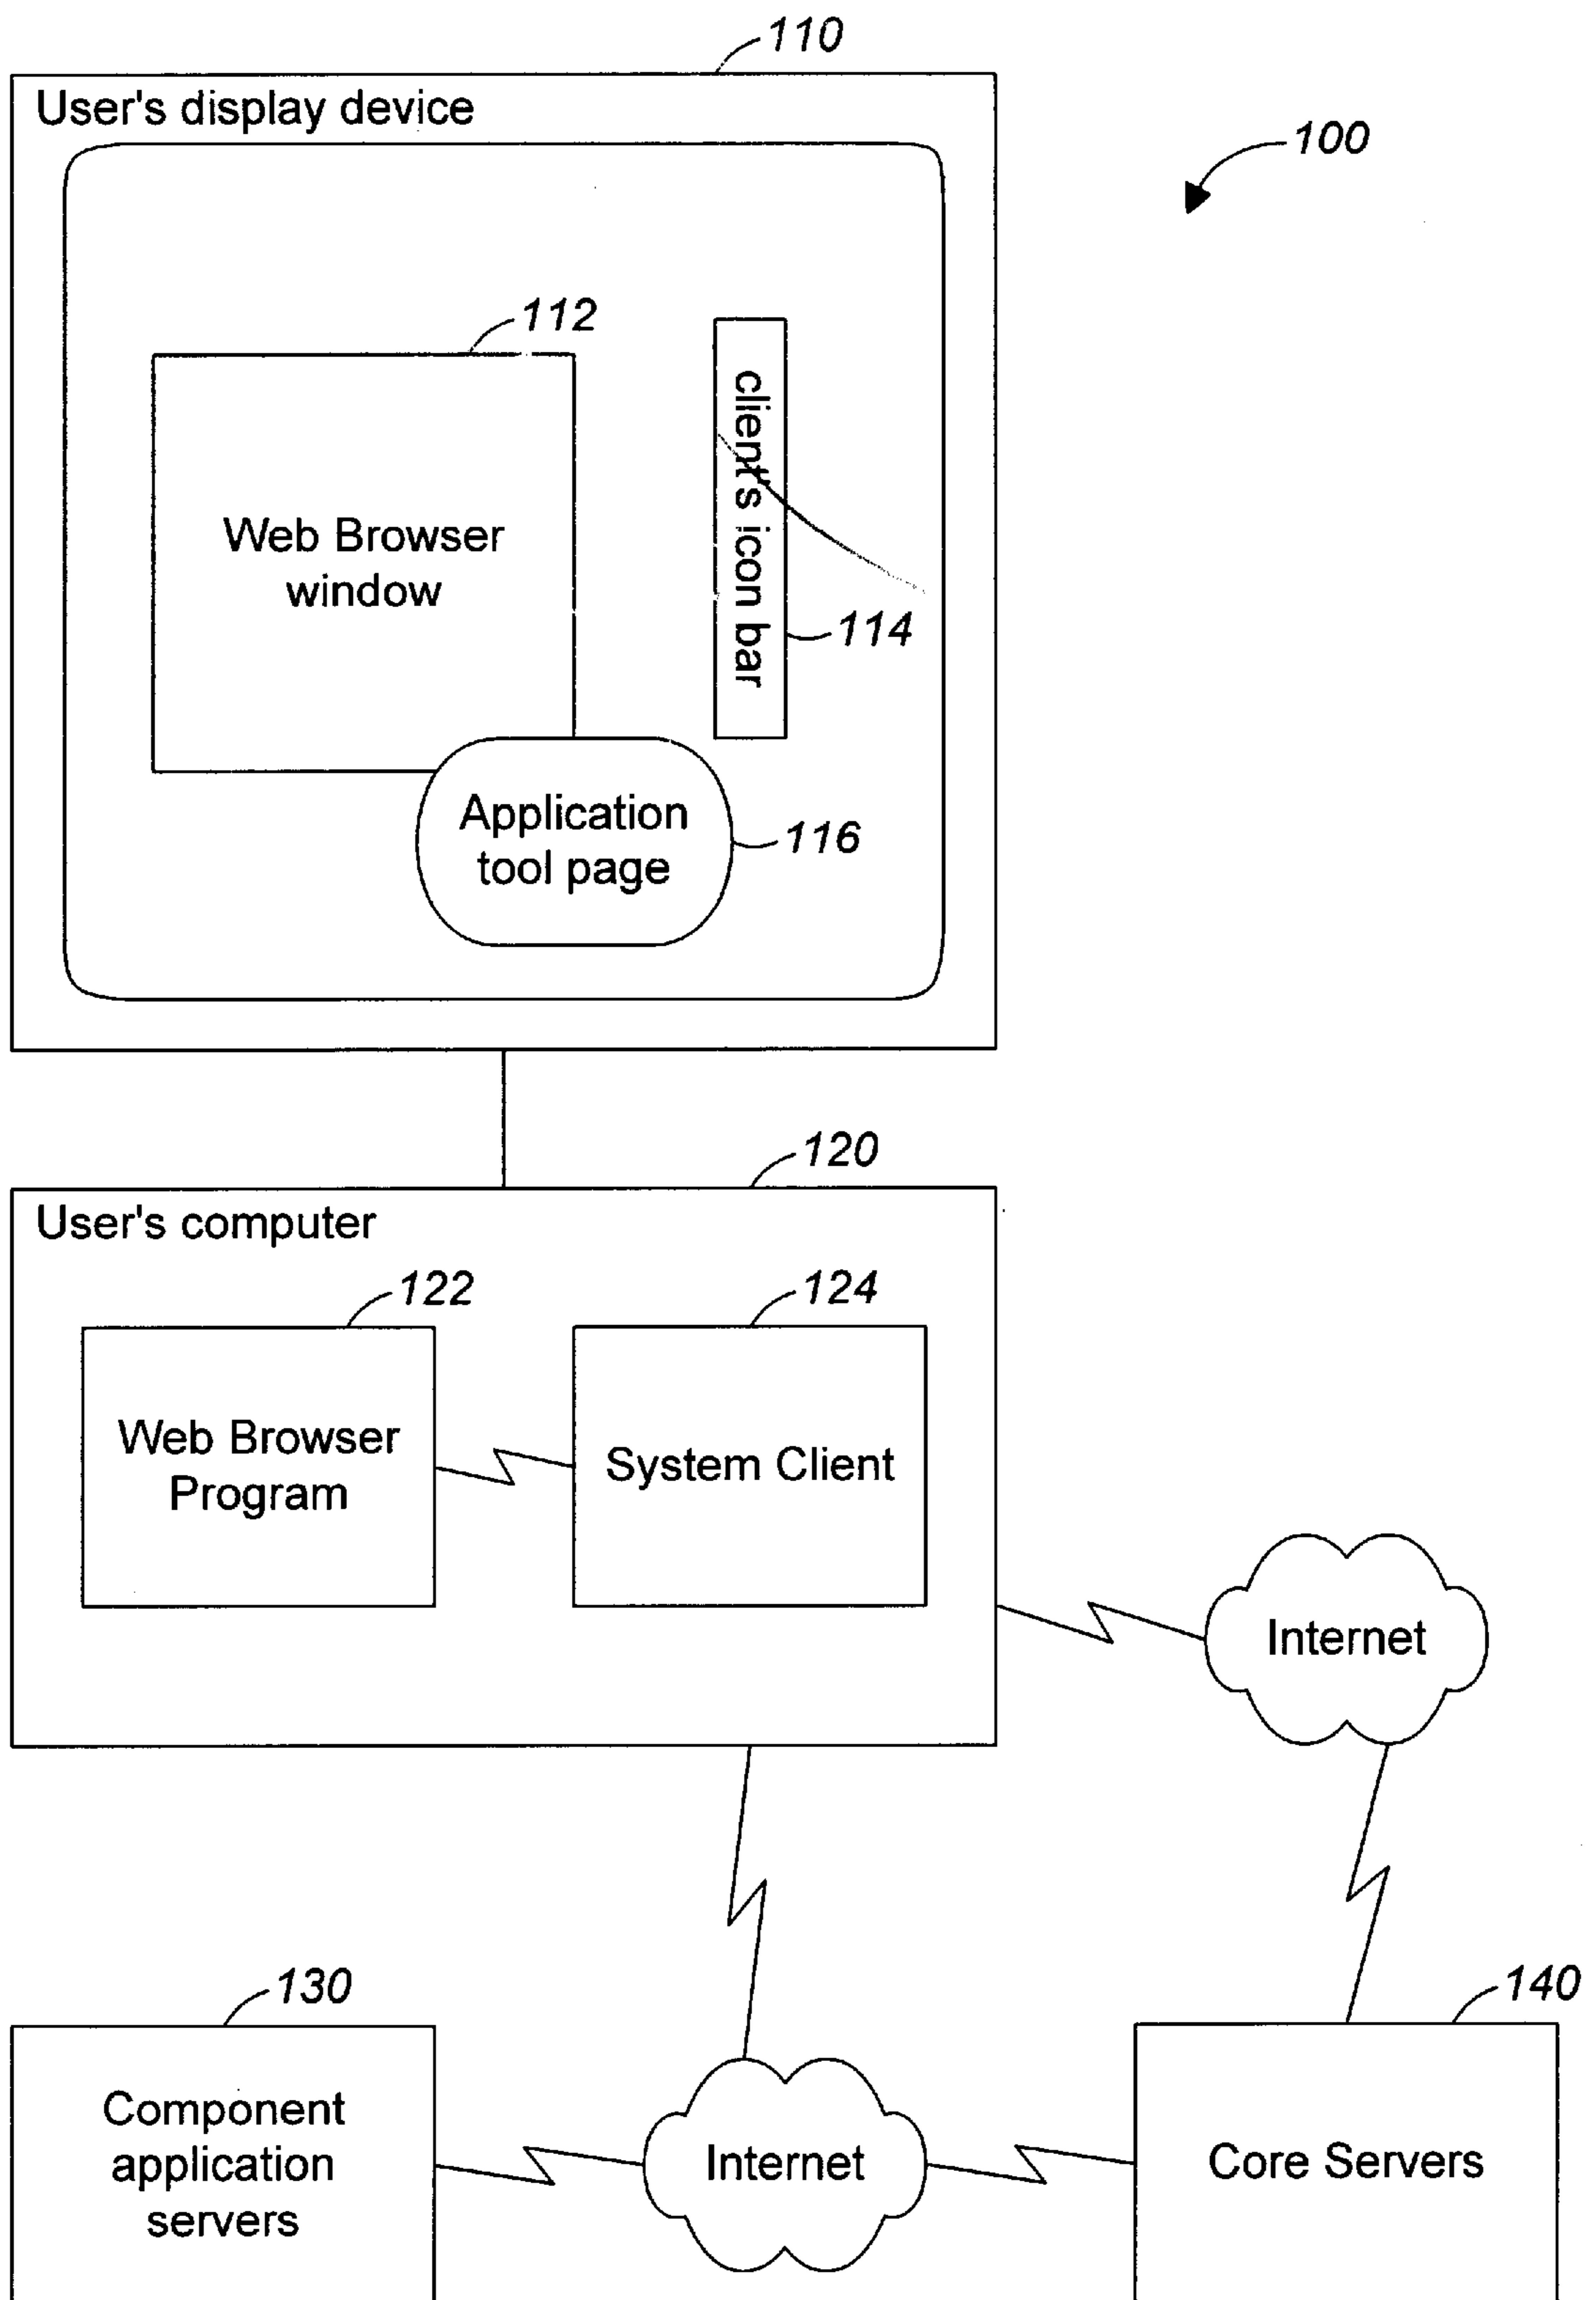 110
User's display device
100
112
Web Browser
window
client's icon bar
114
Application
tool page
116
120
User's computer
122
124
Web Browser
Program
System Client
Internet
130
140
Component
application
servers
Internet
Core Servers